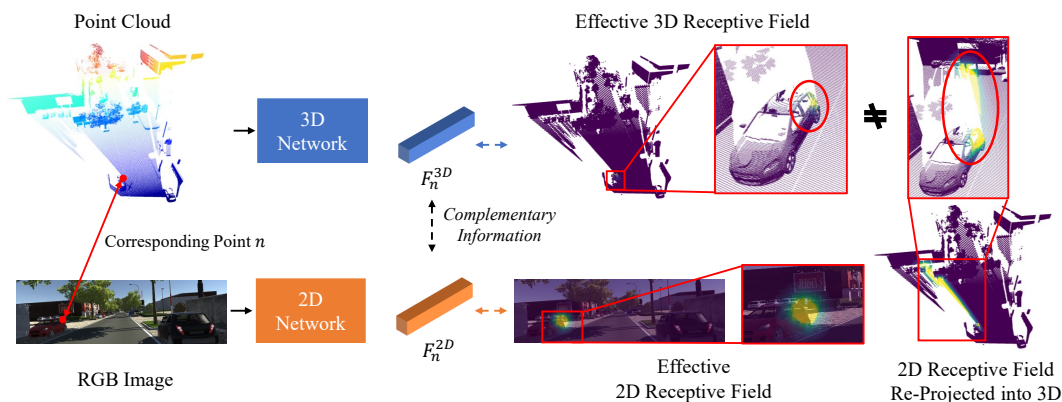 Point Cloud
Effective 3D Receptive Field
3D
Network
F_n^{3D}
≠
Complementary
Information
Corresponding Point n
2D
Network
F_n^{2D}
RGB Image
Effective
2D Receptive Field
2D Receptive Field
Re-Projected into 3D